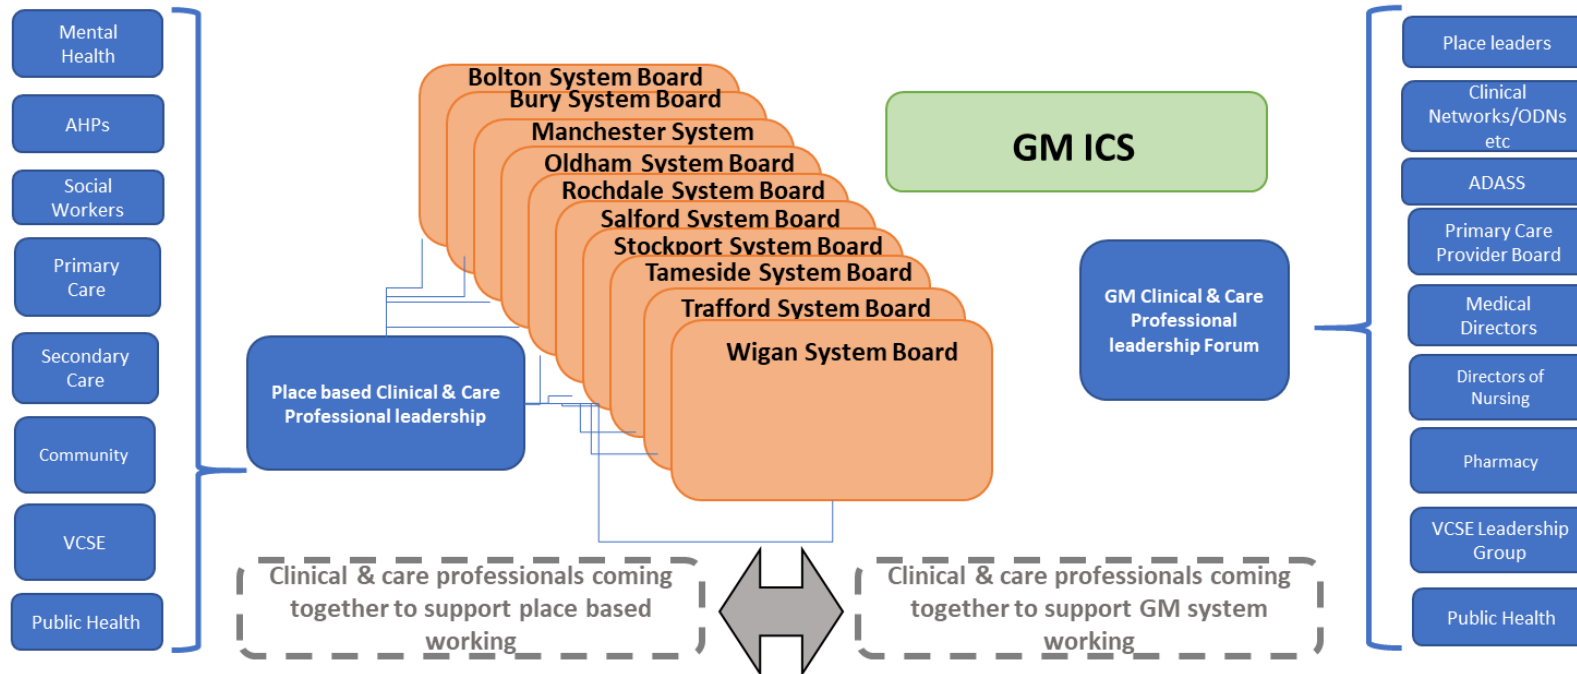 Mental
Health
AHPs
Social
Workers
Primary
Care
Secondary
Care
Community
VCSE
Public Health
Bolton System Board
Bury System Board
Manchester System
Oldham System Board
Rochdale System Board
Salford System Board
Stockport System Board
Tameside System Board
Trafford System Board
Wigan System Board
Place based Clinical & Care
Professional leadership
GM ICS
GM Clinical & Care
Professional
leadership Forum
Clinical & care professionals coming
together to support place based
working
Clinical & care professionals coming
together to support GM system
working
Place leaders
Clinical
Networks/ODNs
etc
ADASS
Primary Care
Provider Board
Medical
Directors
Directors of
Nursing
Pharmacy
VCSE Leadership
Group
Public Health